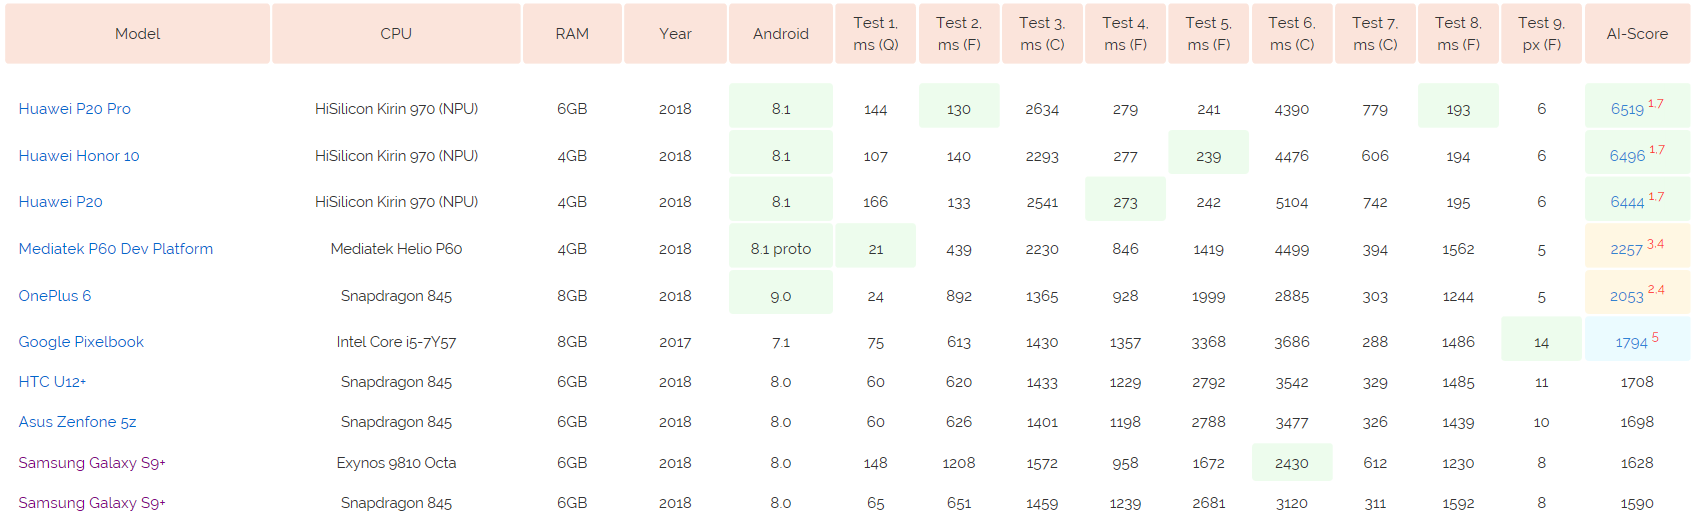 Model CPU RAM Year Android Test 1, ms (Q) Test 2, ms (F) Test 3, ms (C) Test 4, ms (F) Test 5, ms (F) Test 6, ms (C) Test 7, ms (C) Test 8, ms (F) Test 9, px (F) AI-Score
Huawei P20 Pro HiSilicon Kirin 970 (NPU) 6GB 2018 8.1 144 130 2634 279 241 4390 779 193 6 6519 1.7
Huawei Honor 10 HiSilicon Kirin 970 (NPU) 4GB 2018 8.1 107 140 2293 277 239 4476 606 194 6 6496 1.7
Huawei P20 HiSilicon Kirin 970 (NPU) 4GB 2018 8.1 166 133 2541 273 242 5104 742 195 6 6444 1.7
Mediatek P60 Dev Platform Mediatek Helio P60 4GB 2018 8.1 proto 21 439 2230 846 1419 4499 394 1562 5 2257 3.4
OnePlus 6 Snapdragon 845 8GB 2018 9.0 24 892 1365 928 1999 2885 303 1244 5 2053 2.4
Google Pixelbook Intel Core i5-7Y57 8GB 2017 7.1 75 613 1430 1357 3368 3686 288 1486 14 1794 5
HTC U12+ Snapdragon 845 6GB 2018 8.0 60 620 1433 1229 2792 3542 329 1485 11 1708
Asus Zenfone 5z Snapdragon 845 6GB 2018 8.0 60 626 1401 1198 2788 3477 326 1439 10 1698
Samsung Galaxy S9+ Exynos 9810 Octa 6GB 2018 8.0 148 1208 1572 958 1672 2430 612 1230 8 1628
Samsung Galaxy S9+ Snapdragon 845 6GB 2018 8.0 65 651 1459 1239 2681 3120 311 1592 8 1590